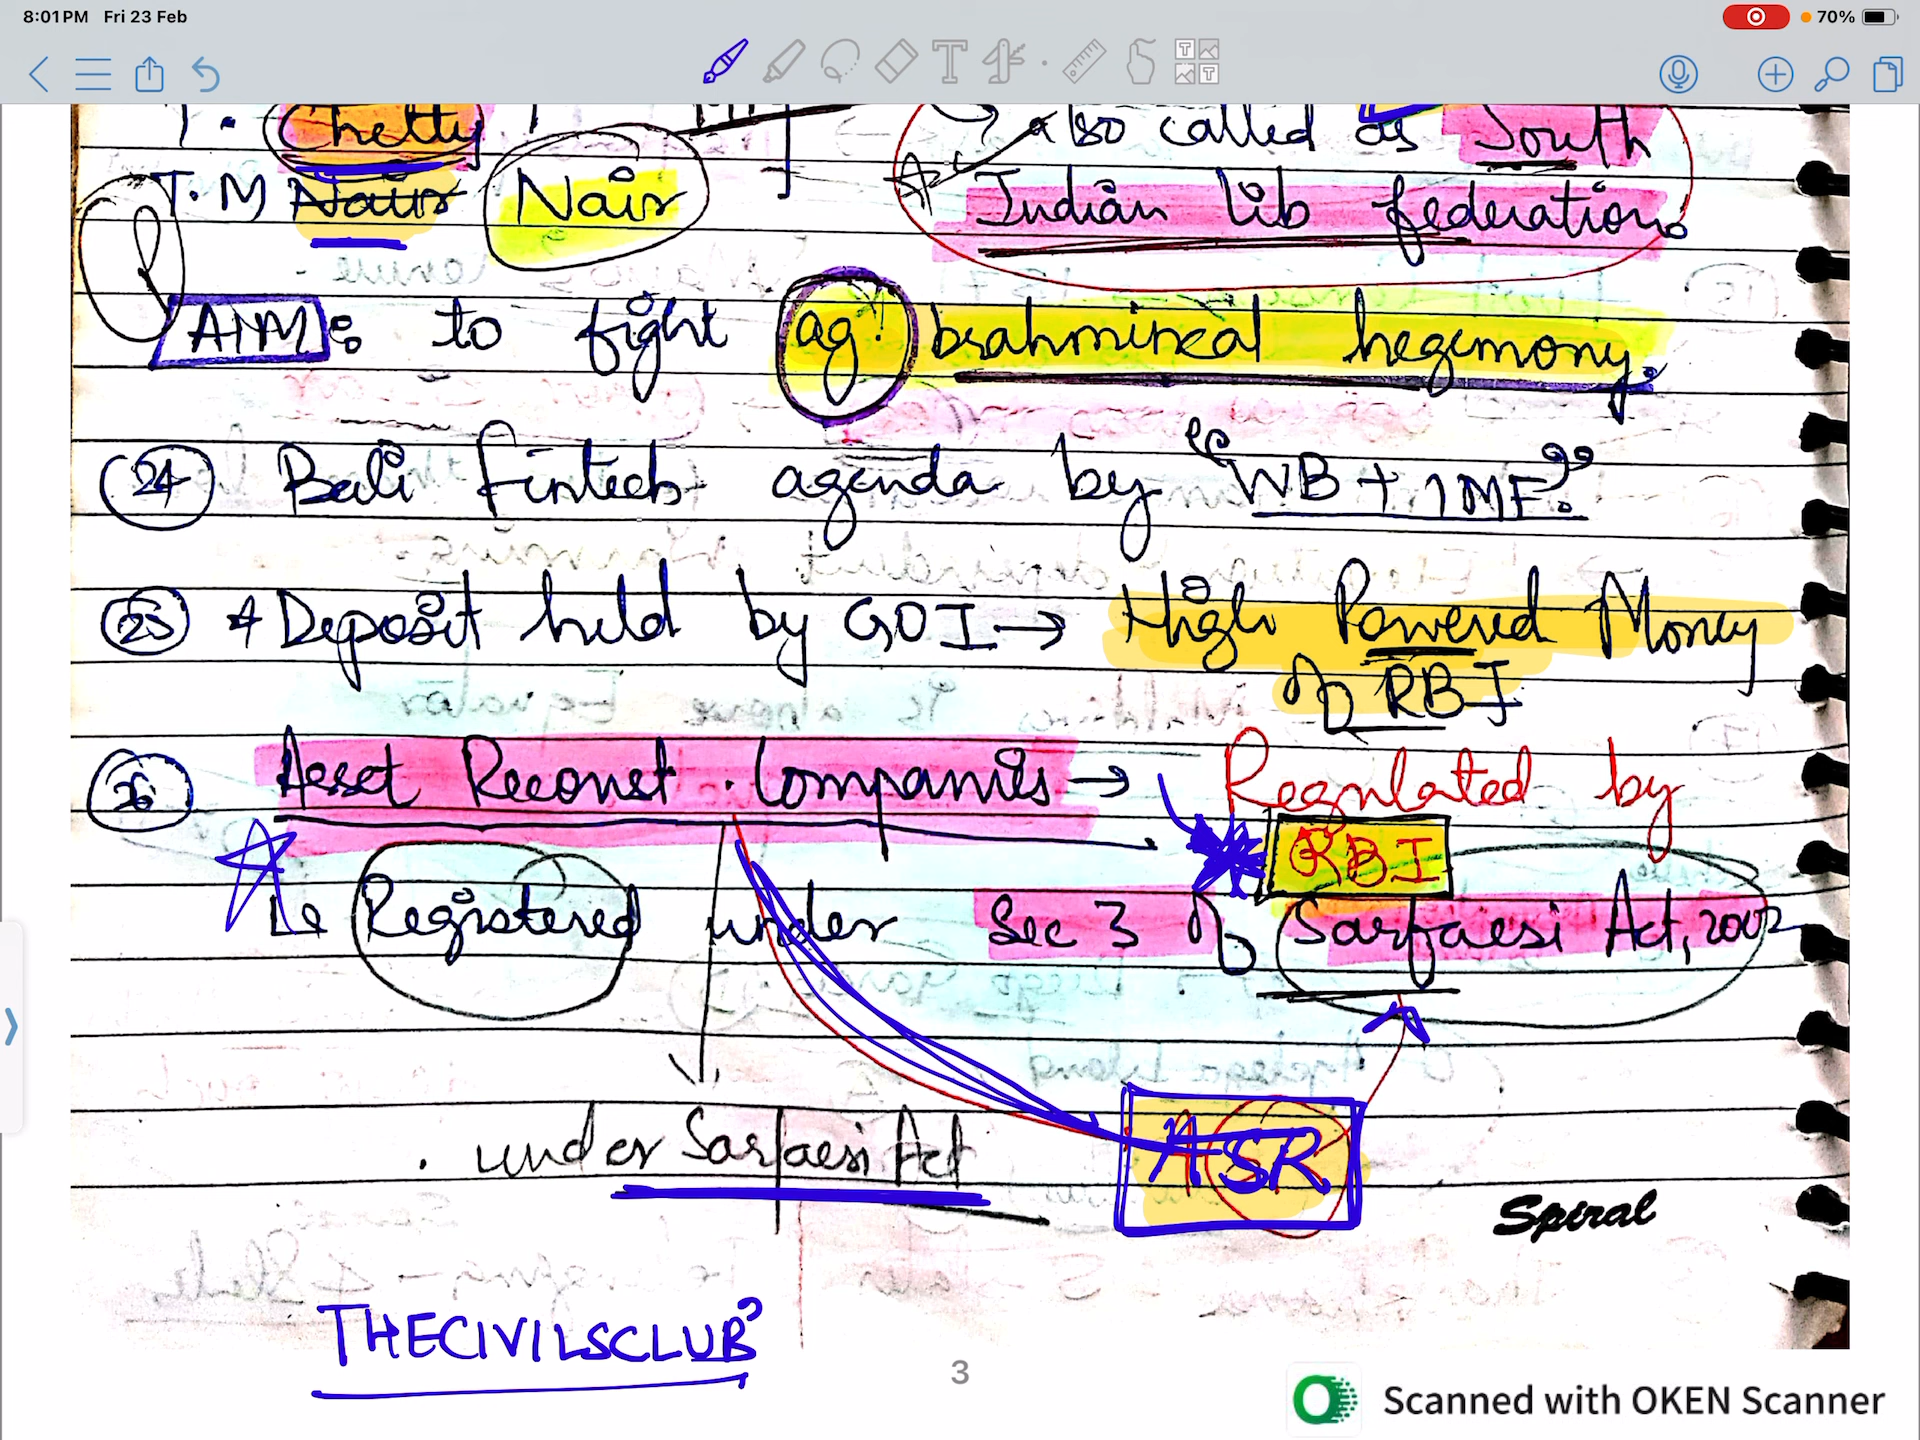 8:01 PM Fri 23 Feb
70%
T. Chetty
T.M Nair Nair
also called as South
Indian lib federation.
AIM: to fight ag. brahmincal hegemony.
24 Bali fintech agenda by "WB + IMF."
25 Deposit held by GOI → High Powered Money
of RBI
26 Asset Reconst. Companies → Regulated by
RBI
Registered under Sec 3 of Sarfaesi Act, 2002
. under Sarfaesi Act
ASR
Spiral
THECIVILSCLUB
3
Scanned with OKEN Scanner